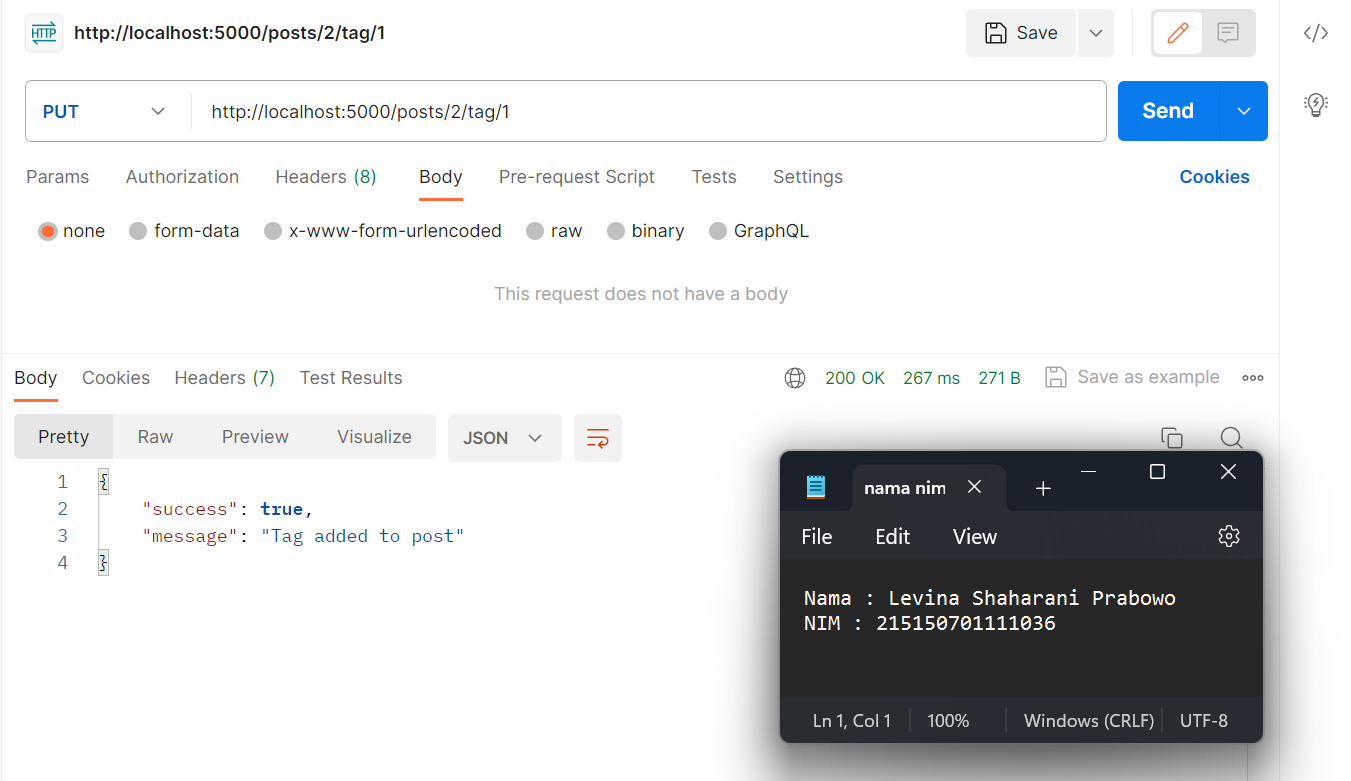 HTTP http://localhost:5000/posts/2/tag/1 Save
PUT http://localhost:5000/posts/2/tag/1 Send
Params Authorization Headers (8) Body Pre-request Script Tests Settings Cookies
none form-data x-www-form-urlencoded raw binary GraphQL
This request does not have a body
Body Cookies Headers (7) Test Results 200 OK 267 ms 271 B Save as example
Pretty Raw Preview Visualize JSON
1 {
2 "success": true,
3 "message": "Tag added to post"
4 }
nama nim
File Edit View
Nama : Levina Shaharani Prabowo
NIM : 215150701111036
Ln 1, Col 1 100% Windows (CRLF) UTF-8